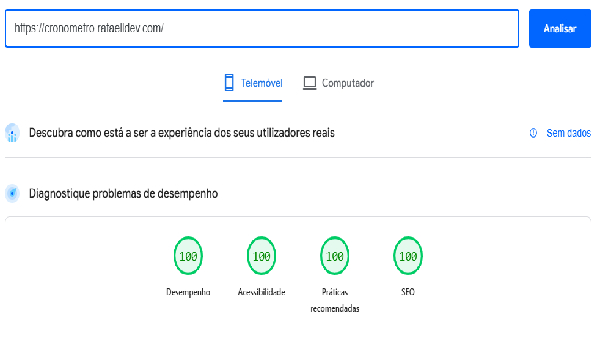 https://cronometro.rafaelldev.com/
Analisar
Telemóvel
Computador
Descubra como está a ser a experiência dos seus utilizadores reais
Sem dados
Diagnostique problemas de desempenho
100
100
100
100
Desempenho
Acessibilidade
Práticas
recomendadas
SEO